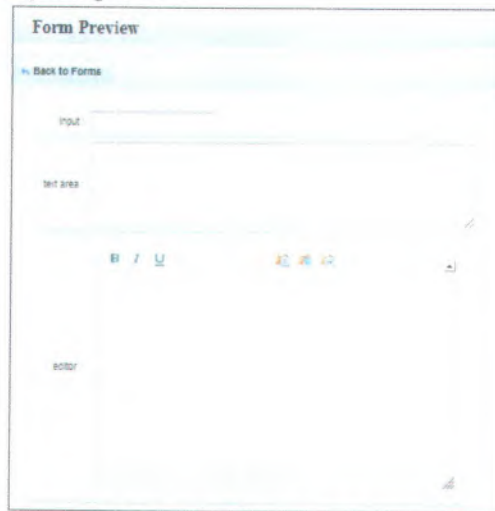 Form Preview
Back to Forms
input
text area
B I U
editor